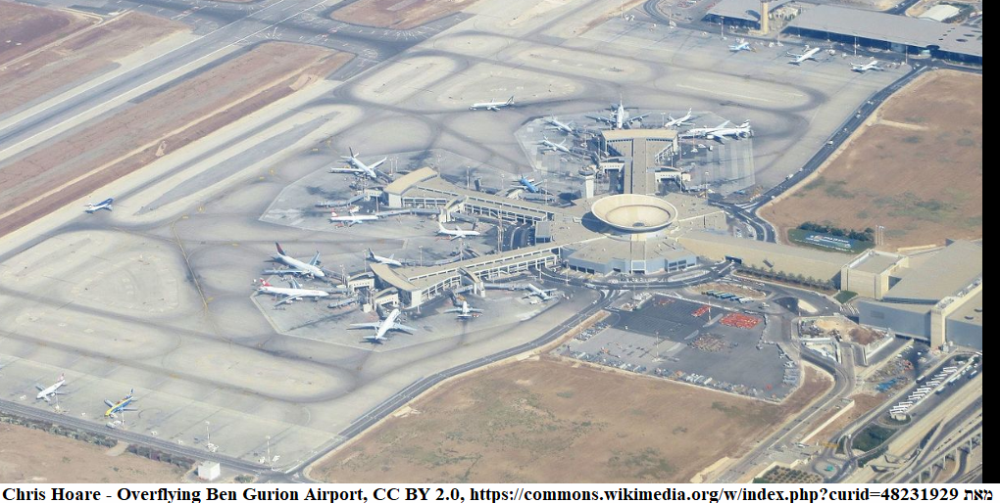 Chris Hoare - Overflying Ben Gurion Airport, CC BY 2.0, https://commons.wikimedia.org/w/index.php?curid=48231929 מאת